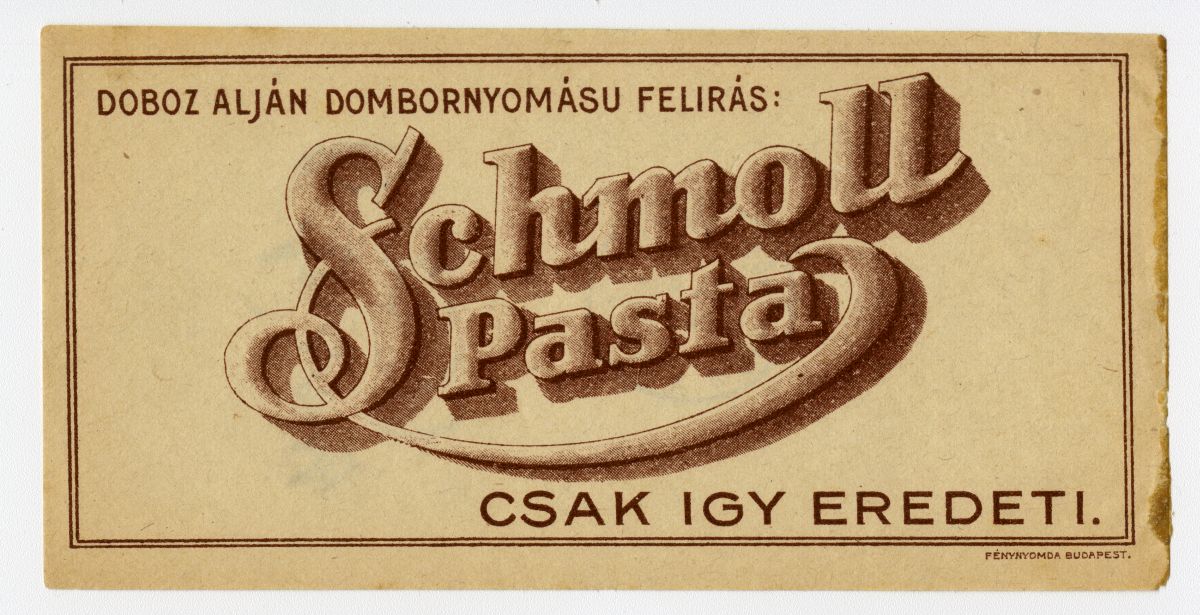 DOBOZ ALJÁN DOMBORNYOMÁSU FELIRÁS:
Schmoll
Pasta
CSAK IGY EREDETI.
FÉNYNYOMDA BUDAPEST.